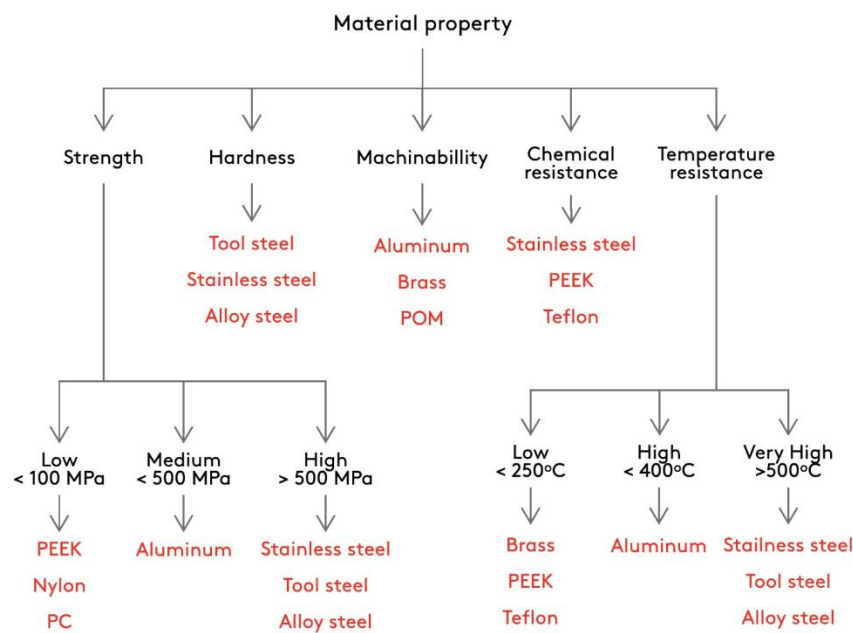 Material property
Strength
Hardness
Machinabillity
Chemical
resistance
Temperature
resistance
Tool steel
Stainless steel
Alloy steel
Aluminum
Brass
POM
Stainless steel
PEEK
Teflon
Low
< 100 MPa
Medium
< 500 MPa
High
> 500 MPa
Low
< 250ºC
High
< 400ºC
Very High
>500ºC
PEEK
Nylon
PC
Aluminum
Stainless steel
Tool steel
Alloy steel
Brass
PEEK
Teflon
Aluminum
Stailness steel
Tool steel
Alloy steel